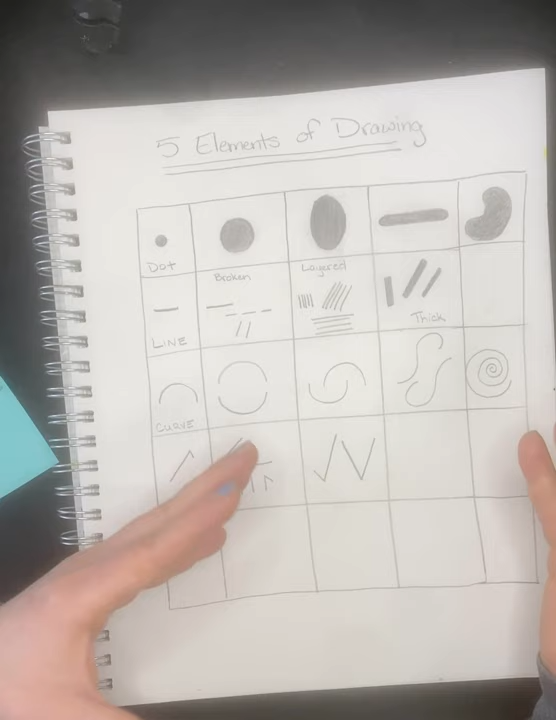 5 Elements of Drawing
Dot
Broken
Layered
Thick
LINE
CURVE